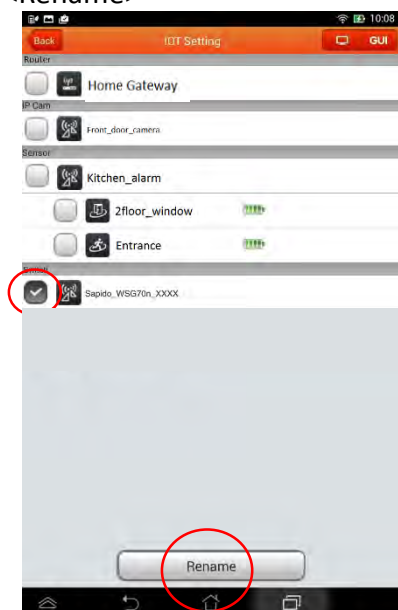 <Rename>
10:08
Back IOT Setting GUI
Router
Home Gateway
IP Cam
Front_door_camera
Sensor
Kitchen_alarm
2floor_window
Entrance
Sapido_WSG70n_XXXX
Rename